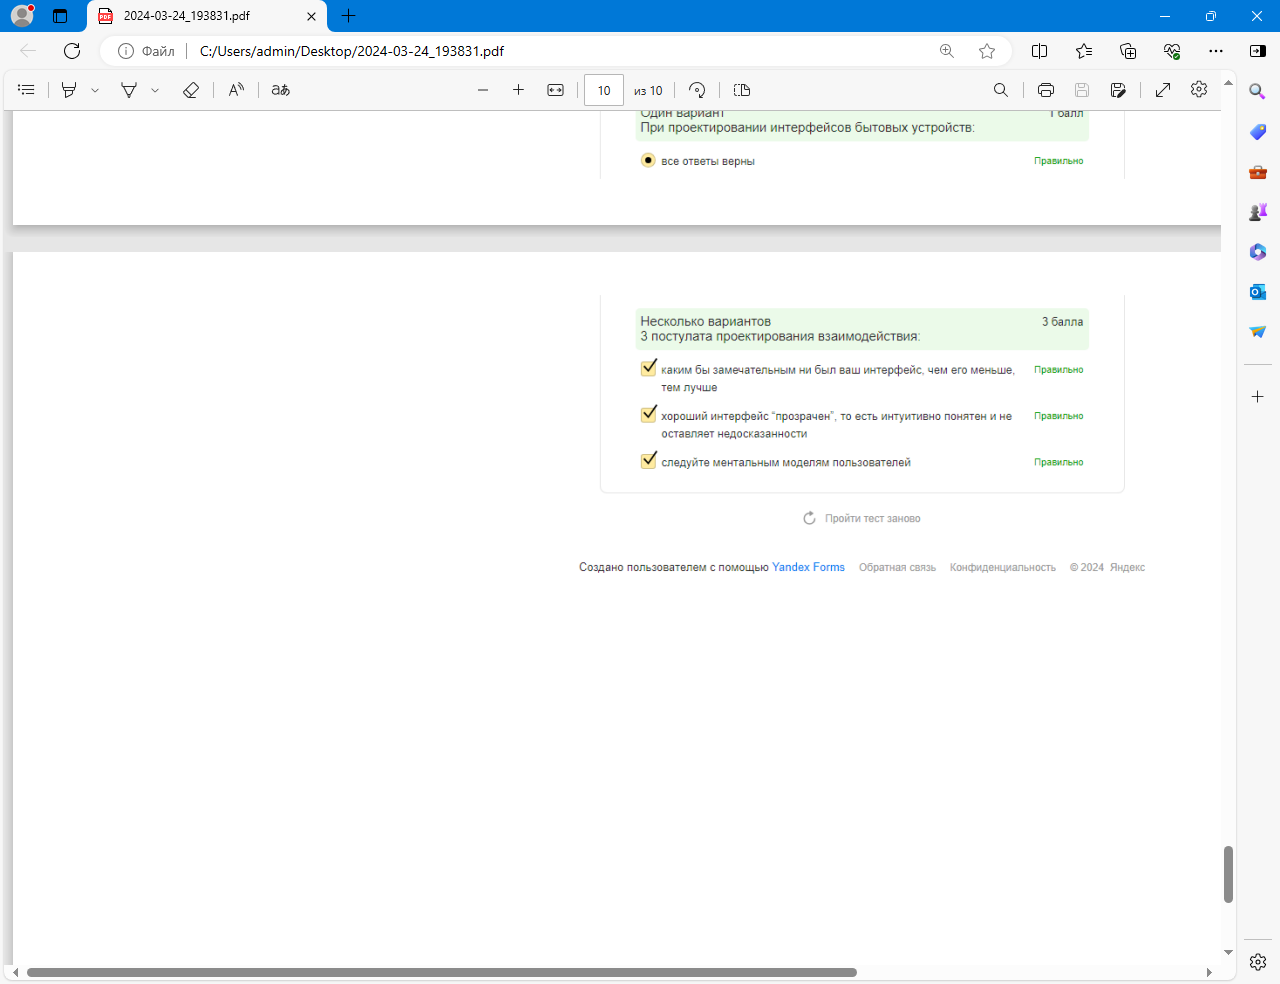 2024-03-24_193831.pdf
Файл
C:/Users/admin/Desktop/2024-03-24_193831.pdf
10 из 10
Один вариант 1 балл
При проектировании интерфейсов бытовых устройств:
все ответы верны Правильно
Несколько вариантов 3 балла
3 постулата проектирования взаимодействия:
каким бы замечательным ни был ваш интерфейс, чем его меньше, Правильно
тем лучше
хороший интерфейс “прозрачен”, то есть интуитивно понятен и не Правильно
оставляет недосказанности
следуйте ментальным моделям пользователей Правильно
Пройти тест заново
Создано пользователем с помощью Yandex Forms Обратная связь Конфиденциальность © 2024 Яндекс